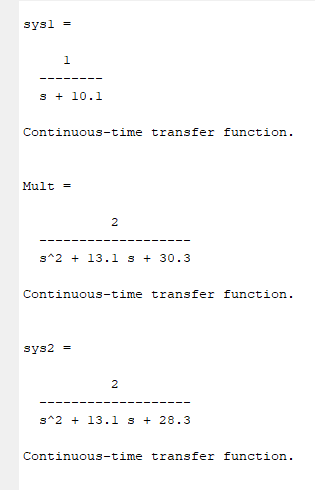 sys1 =
1
--------
s + 10.1
Continuous-time transfer function.
Mult =
2
-------------------
s^2 + 13.1 s + 30.3
Continuous-time transfer function.
sys2 =
2
-------------------
s^2 + 13.1 s + 28.3
Continuous-time transfer function.